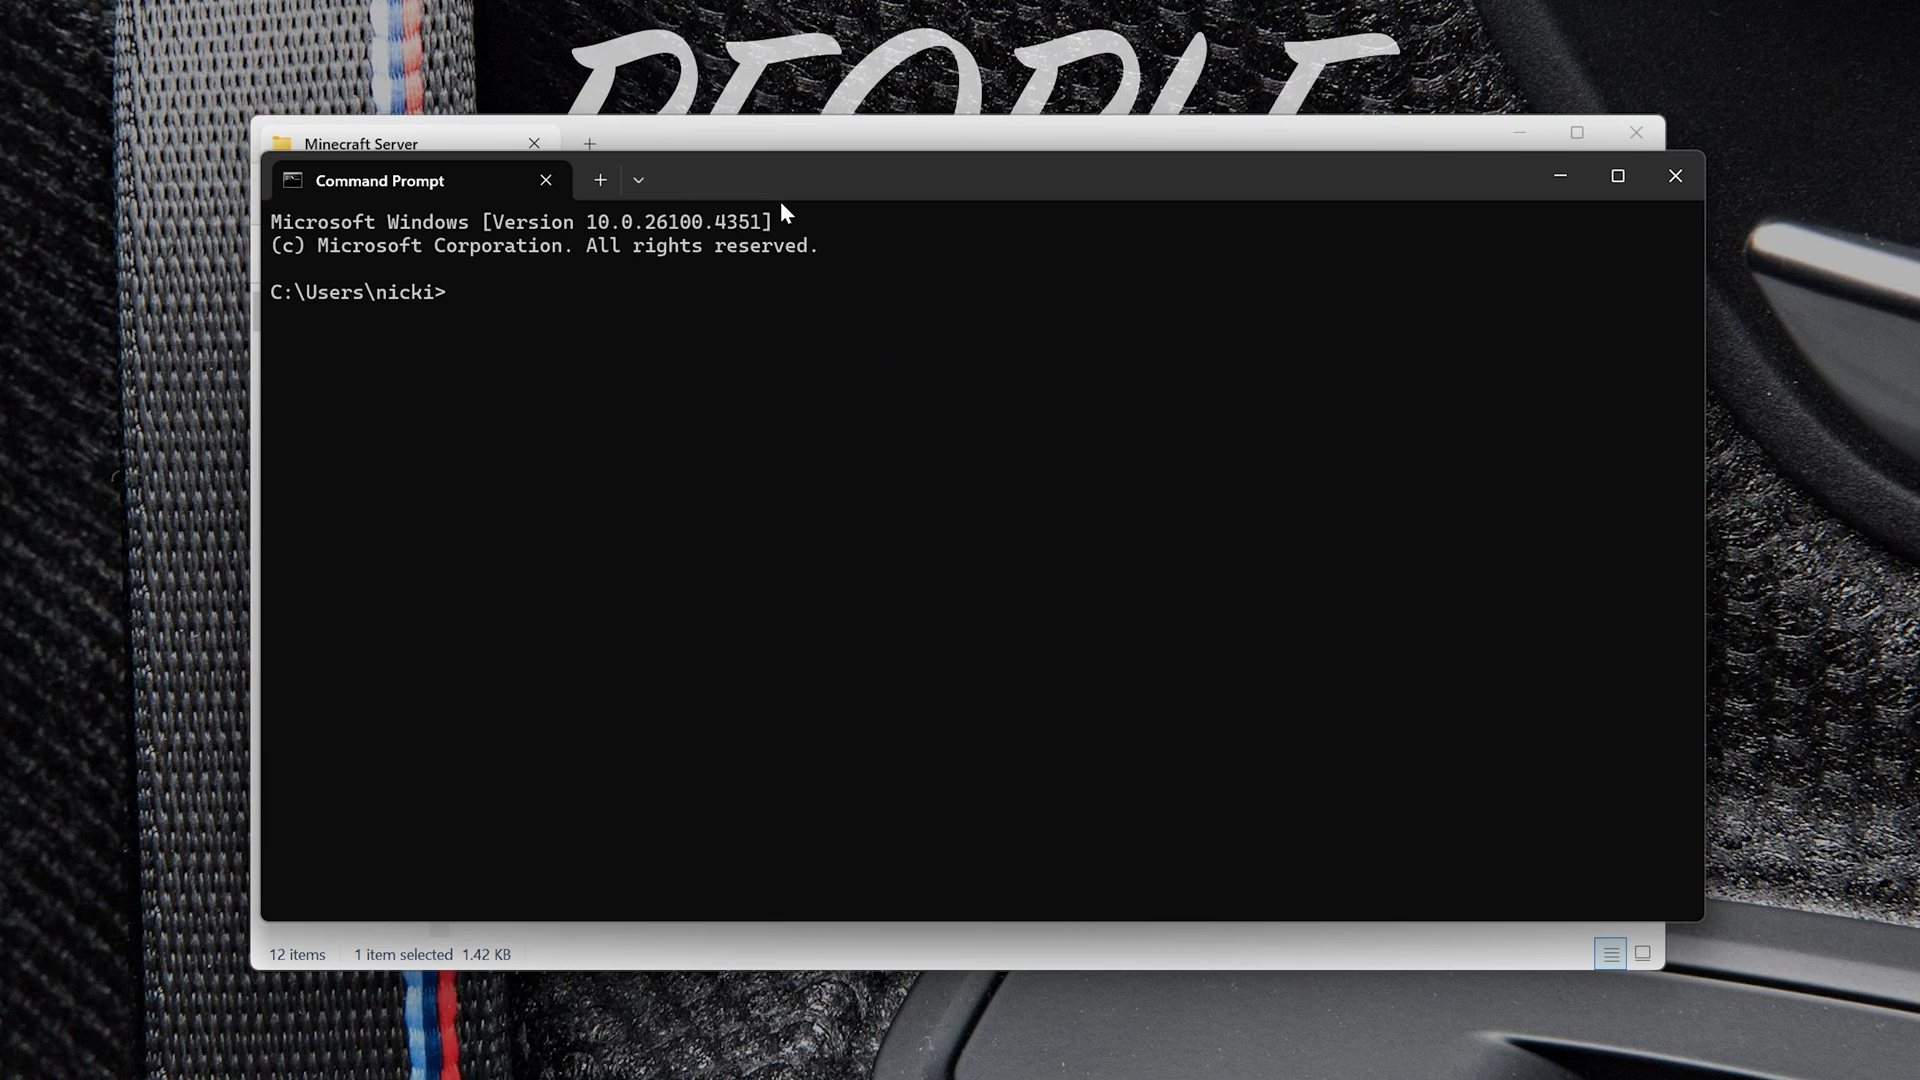 PEOPLE
Minecraft Server
Command Prompt
Microsoft Windows [Version 10.0.26100.4351]
(c) Microsoft Corporation. All rights reserved.
C:\Users\nicki>
12 items 1 item selected 1.42 KB